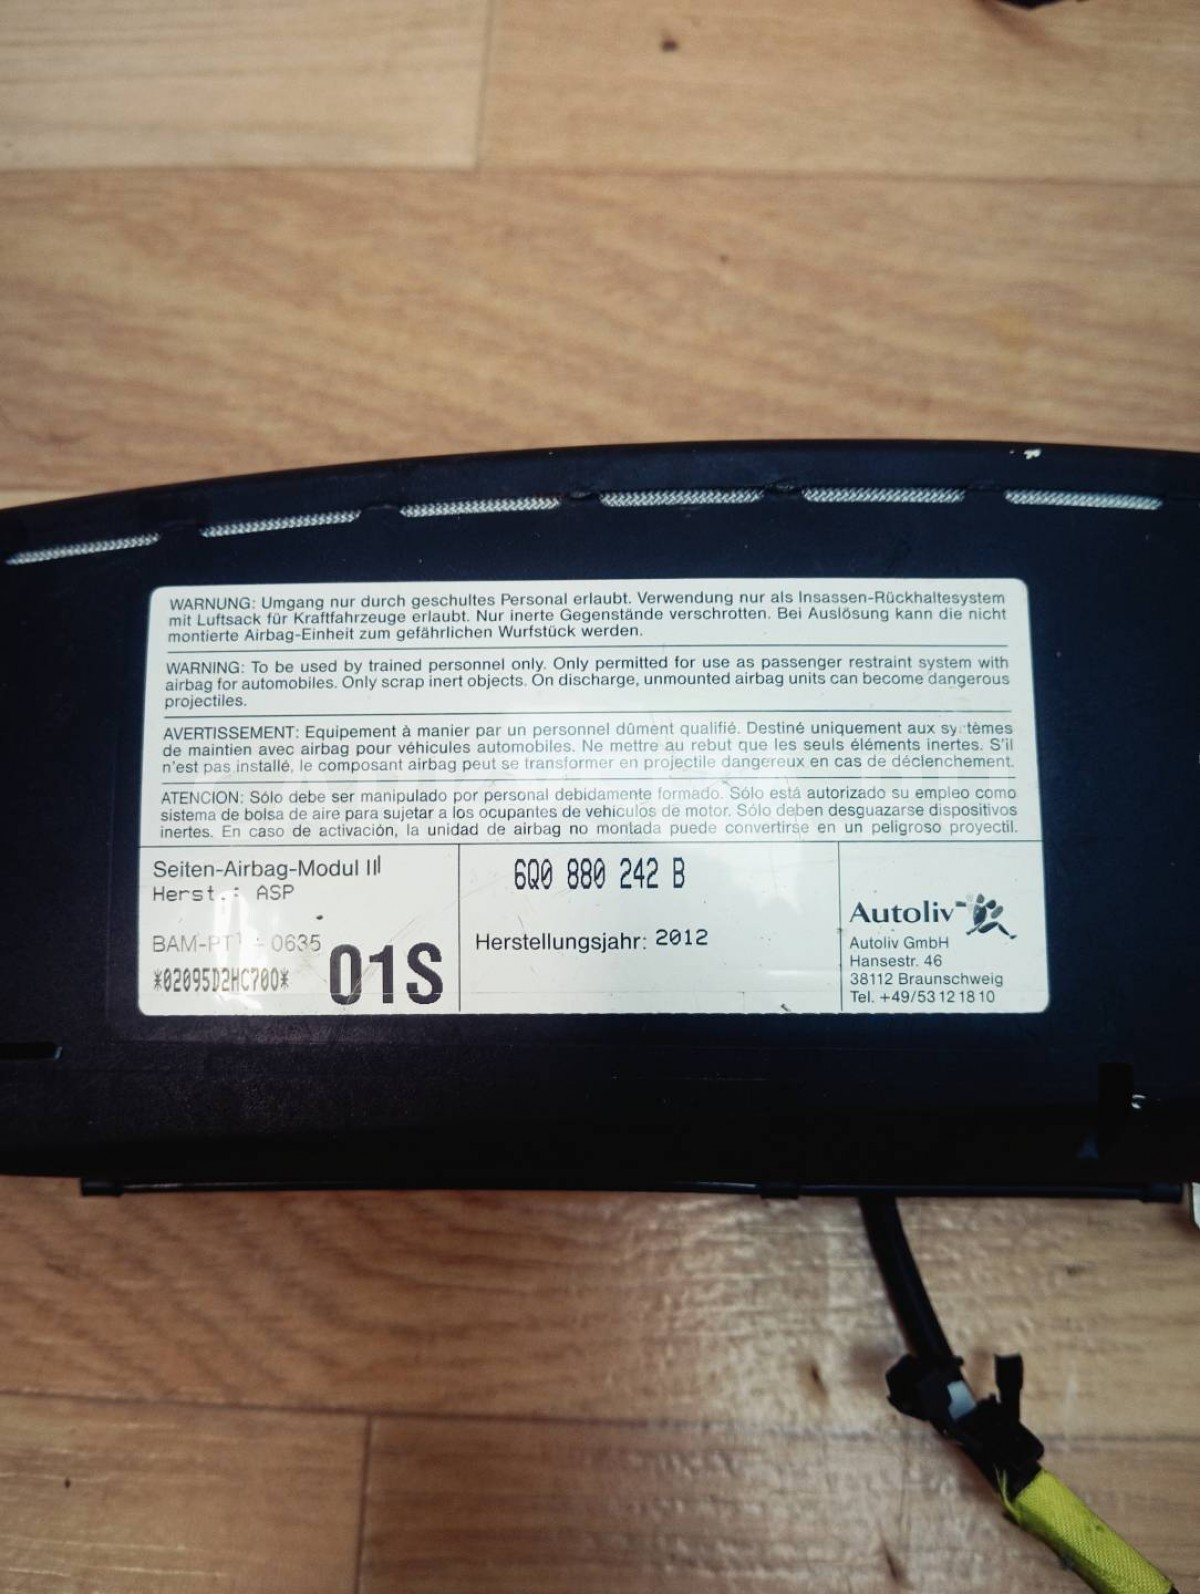 WARNUNG: Umgang nur durch geschultes Personal erlaubt. Verwendung nur als Insassen-Rückhaltesystem
mit Luftsack für Kraftfahrzeuge erlaubt. Nur inerte Gegenstände verschrotten. Bei Auslösung kann die nicht
montierte Airbag-Einheit zum gefährlichen Wurfstück werden.
WARNING: To be used by trained personnel only. Only permitted for use as passenger restraint system with
airbag for automobiles. Only scrap inert objects. On discharge, unmounted airbag units can become dangerous
projectiles.
AVERTISSEMENT: Equipement à manier par un personnel dûment qualifié. Destiné uniquement aux systèmes
de maintien avec airbag pour véhicules automobiles. Ne mettre au rebut que les seuls éléments inertes. S'il
n'est pas installé, le composant airbag peut se transformer en projectile dangereux en cas de déclenchement.
ATENCION: Sólo debe ser manipulado por personal debidamente formado. Sólo está autorizado su empleo como
sistema de bolsa de aire para sujetar a los ocupantes de vehiculos de motor. Sólo deben desguazarse dispositivos
inertes. En caso de activación, la unidad de airbag no montada puede convertirse en un peligroso proyectil.
Seiten-Airbag-Modul III
Herst.: ASP
BAM-PT1 - 0635
*02095D2HC700*
01S
6Q0 880 242 B
Herstellungsjahr: 2012
Autoliv
Autoliv GmbH
Hansestr. 46
38112 Braunschweig
Tel. +49/53 12 18 10